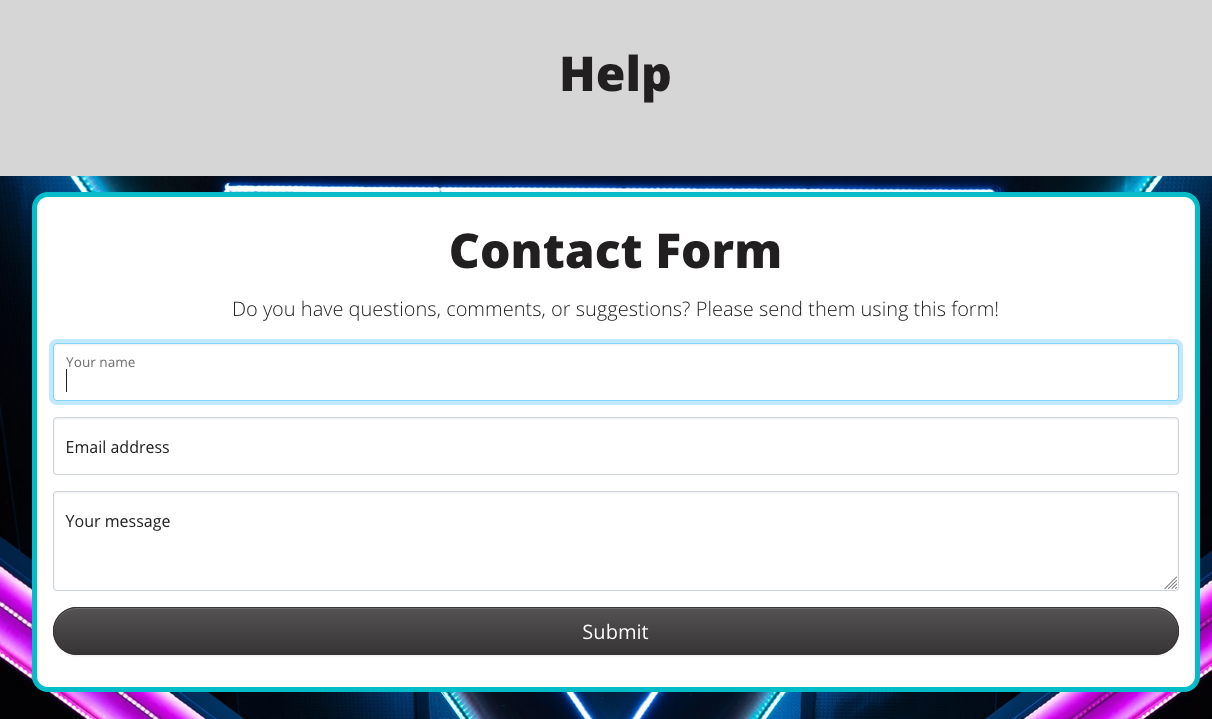 Help
Contact Form
Do you have questions, comments, or suggestions? Please send them using this form!
Your name
Email address
Your message
Submit